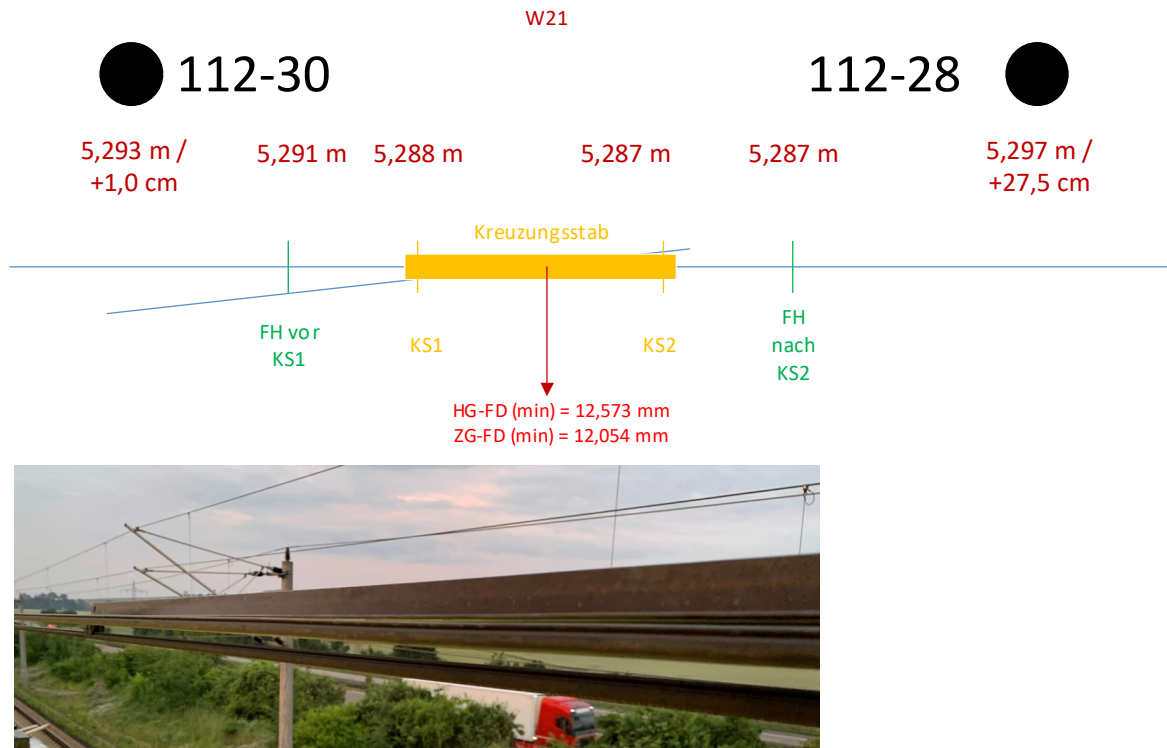 W21
112-30
112-28
5,293 m /
+1,0 cm
5,291 m
5,288 m
5,287 m
5,287 m
5,297 m /
+27,5 cm
Kreuzungsstab
FH vor
KS1
KS1
KS2
FH
nach
KS2
HG-FD (min) = 12,573 mm
ZG-FD (min) = 12,054 mm